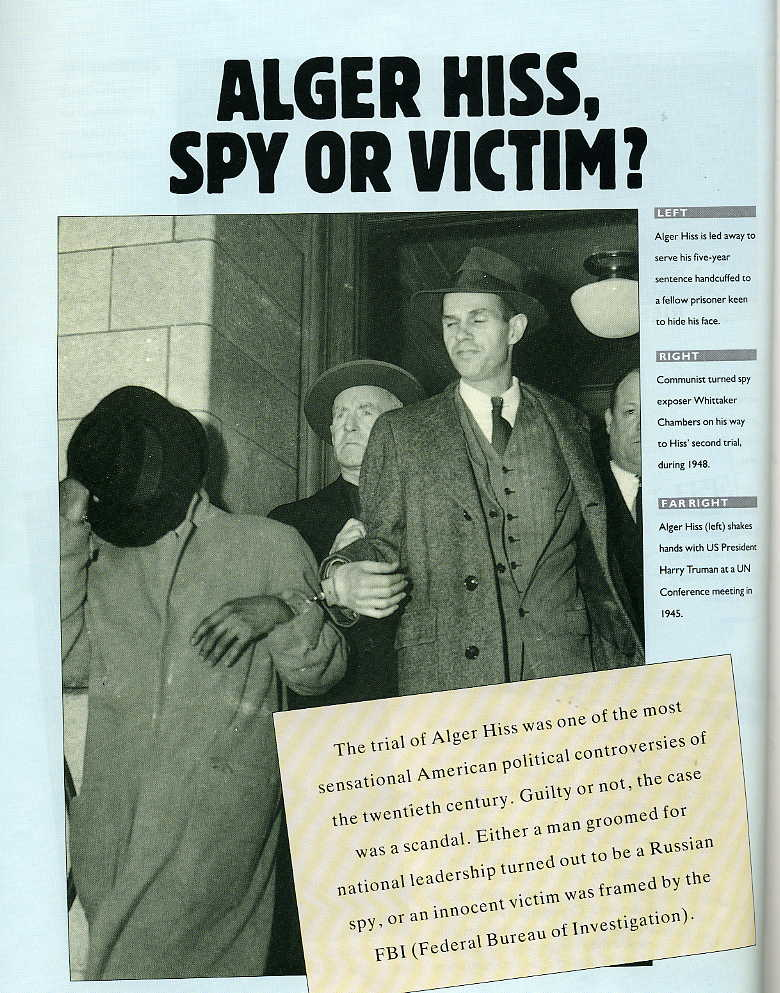 ALGER HISS,
SPY OR VICTIM?
LEFT
Alger Hiss is led away to
serve his five-year
sentence handcuffed to
a fellow prisoner keen
to hide his face.
RIGHT
Communist turned spy
exposer Whittaker
Chambers on his way
to Hiss' second trial,
during 1948.
FAR RIGHT
Alger Hiss (left) shakes
hands with US President
Harry Truman at a UN
Conference meeting in
1945.
The trial of Alger Hiss was one of the most
sensational American political controversies of
the twentieth century. Guilty or not, the case
was a scandal. Either a man groomed for
national leadership turned out to be a Russian
spy, or an innocent victim was framed by the
FBI (Federal Bureau of Investigation).